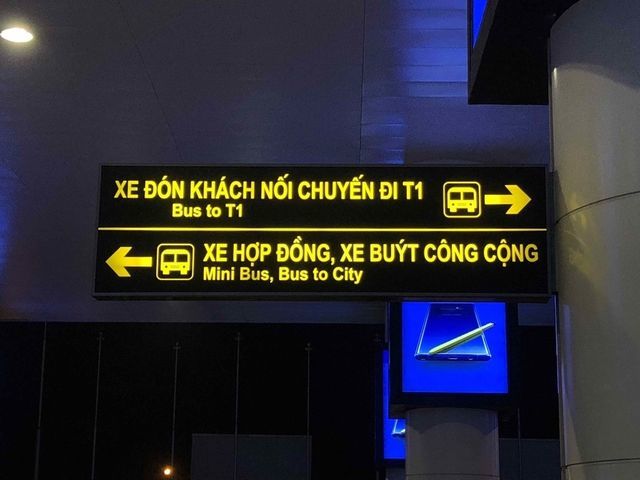 XE ĐÓN KHÁCH NỐI CHUYẾN ĐI T1
Bus to T1
XE HỢP ĐỒNG, XE BUÝT CÔNG CỘNG
Mini Bus, Bus to City